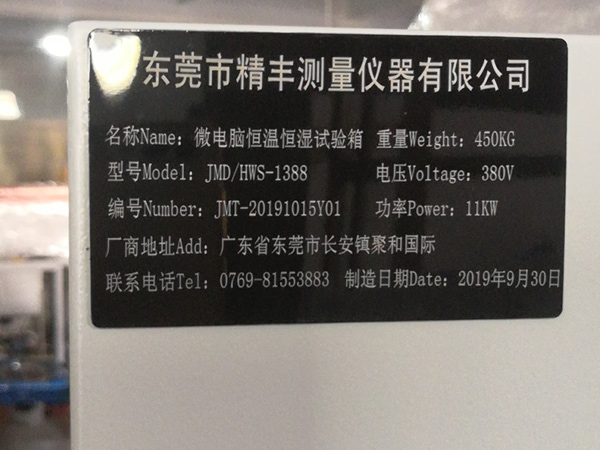 东莞市精丰测量仪器有限公司
名称Name: 微电脑恒温恒湿试验箱 重量Weight: 450KG
型号Model: JMD/HWS-1388 电压Voltage: 380V
编号Number: JMT-20191015Y01 功率Power: 11KW
厂商地址Add: 广东省东莞市长安镇聚和国际
联系电话Tel: 0769-81553883 制造日期Date: 2019年9月30日